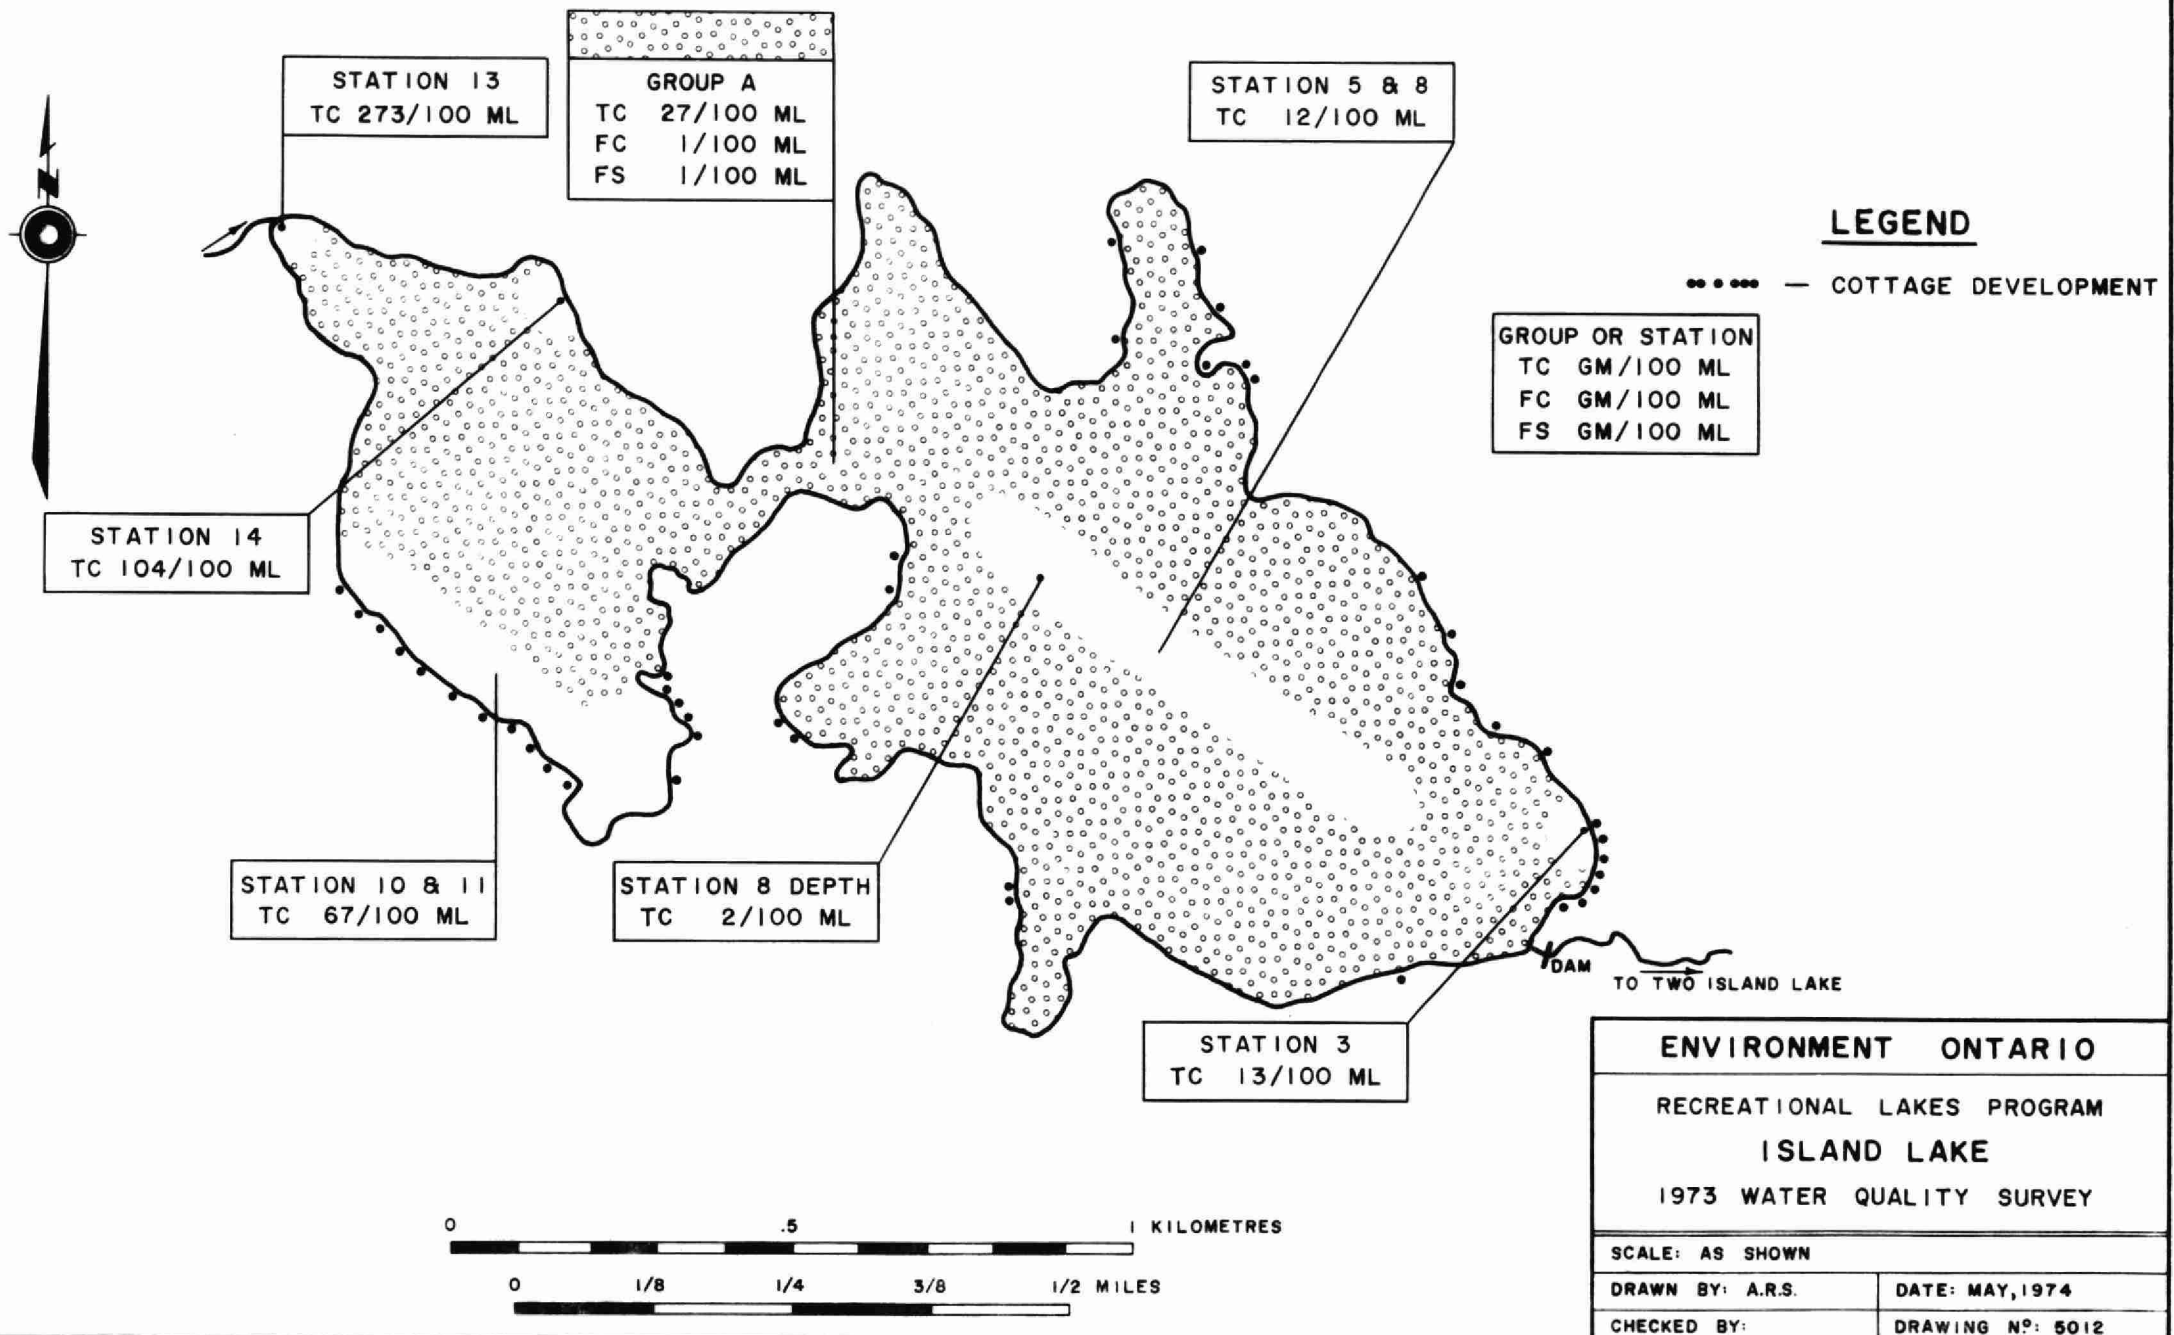 STATION 13
TC 273/100 ML
GROUP A
TC 27/100 ML
FC 1/100 ML
FS 1/100 ML
STATION 5 & 8
TC 12/100 ML
N
LEGEND
— COTTAGE DEVELOPMENT
GROUP OR STATION
TC GM/100 ML
FC GM/100 ML
FS GM/100 ML
STATION 14
TC 104/100 ML
STATION 10 & 11
TC 67/100 ML
STATION 8 DEPTH
TC 2/100 ML
DAM
TO TWO ISLAND LAKE
STATION 3
TC 13/100 ML
ENVIRONMENT ONTARIO
RECREATIONAL LAKES PROGRAM
ISLAND LAKE
1973 WATER QUALITY SURVEY
SCALE: AS SHOWN
DRAWN BY: A.R.S.
DATE: MAY, 1974
CHECKED BY:
DRAWING Nº: 5012
0 .5 1 KILOMETRES
0 1/8 1/4 3/8 1/2 MILES